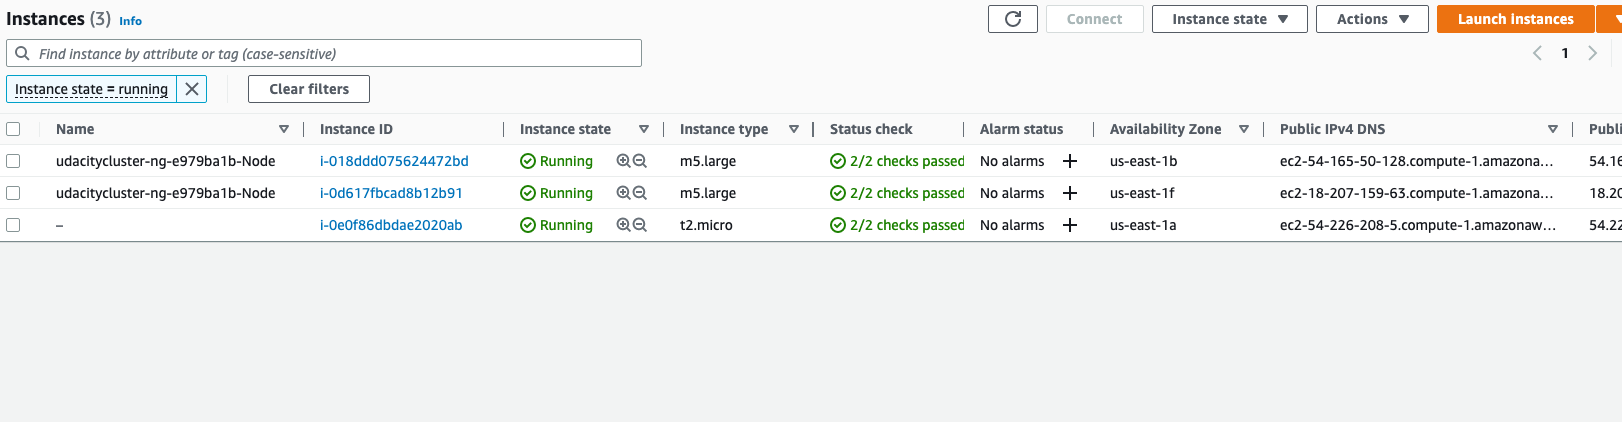 Instances (3) Info
Connect Instance state Actions Launch instances
Find instance by attribute or tag (case-sensitive)
1
Instance state = running
Clear filters
Name Instance ID Instance state Instance type Status check Alarm status Availability Zone Public IPv4 DNS Publi
udacitycluster-ng-e979ba1b-Node i-018ddd075624472bd Running m5.large 2/2 checks passed No alarms + us-east-1b ec2-54-165-50-128.compute-1.amazona... 54.16
udacitycluster-ng-e979ba1b-Node i-0d617fbcad8b12b91 Running m5.large 2/2 checks passed No alarms + us-east-1f ec2-18-207-159-63.compute-1.amazona... 18.20
– i-0e0f86dbdae2020ab Running t2.micro 2/2 checks passed No alarms + us-east-1a ec2-54-226-208-5.compute-1.amazonaw... 54.22